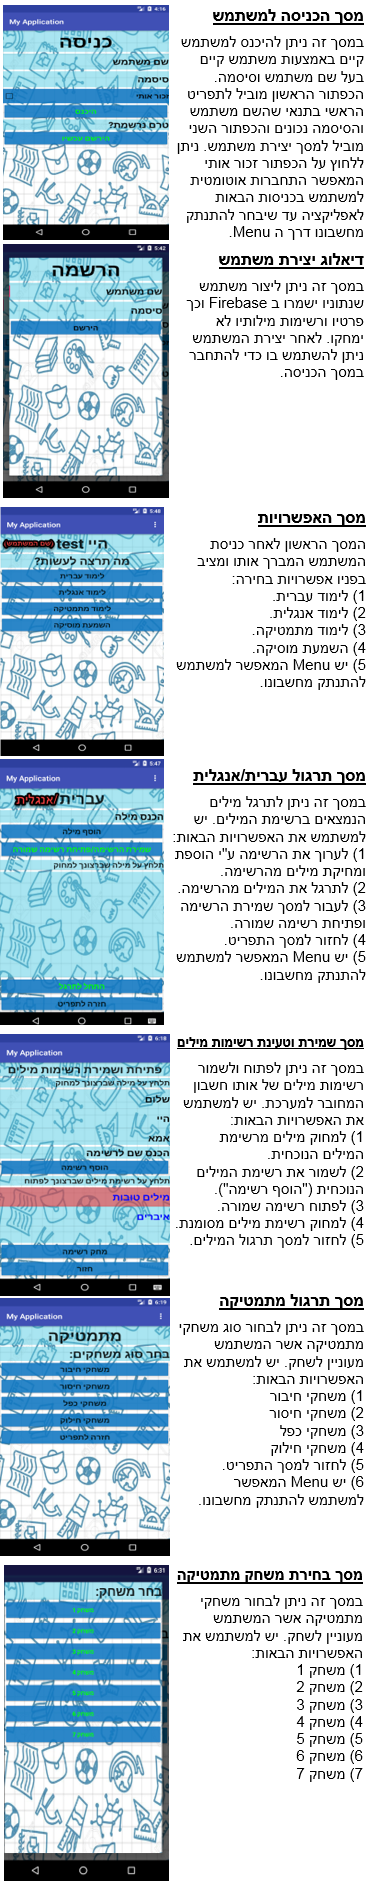 מסך הכניסה למשתמש
במסך זה ניתן להיכנס למשתמש
קיים באמצעות משתמש קיים
בעל שם משתמש וסיסמה.
הכפתור הראשון מוביל לתפריט
הראשי בתנאי שהשם משתמש
והסיסמה נכונים והכפתור השני
מוביל למסך יצירת משתמש. ניתן
ללחוץ על הכפתור זכור אותי
המאפשר התחברות אוטומטית
למשתמש בכניסות הבאות
לאפליקציה עד שיבחר להתנתק
מחשבונו דרך ה Menu.
4:16
My Application
כניסה
שם משתמש
סיסמה
זכור אותי
היכנס
טרם נרשמת?
הירשם עכשיו
דיאלוג יצירת משתמש
במסך זה ניתן ליצור משתמש
שנתוניו ישמרו ב Firebase וכך
פרטיו ורשימות מילותיו לא
ימחקו. לאחר יצירת המשתמש
ניתן להשתמש בו כדי להתחבר
במסך הכניסה.
5:42
הרשמה
שם משתמש
סיסמה
הירשם
מסך האפשרויות
המסך הראשון לאחר כניסת
המשתמש המברך אותו ומציב
בפניו אפשרויות בחירה:
1) לימוד עברית.
2) לימוד אנגלית.
3) לימוד מתמטיקה.
4) השמעת מוסיקה.
5) יש Menu המאפשר למשתמש
להתנתק מחשבונו.
5:46
My Application
היי test (שם המשתמש)
מה תרצה לעשות?
לימוד עברית
לימוד אנגלית
לימוד מתמטיקה
השמעת מוסיקה
מסך תרגול עברית/אנגלית
במסך זה ניתן לתרגל מילים
הנמצאים ברשימת המילים. יש
למשתמש את האפשרויות הבאות:
1) לערוך את הרשימה ע"י הוספת
ומחיקת מילים מהרשימה.
2) לתרגל את המילים מהרשימה.
3) לעבור למסך שמירת הרשימה
ופתיחת רשימה שמורה.
4) לחזור למסך התפריט.
5) יש Menu המאפשר למשתמש
להתנתק מחשבונו.
5:47
My Application
עברית/אנגלית
הכנס מילה
הוסף מילה
שמירת הרשימה/פתיחת רשימה שמורה
תלחץ על מילה שברצונך למחוק
התחל לתרגל
חזרה לתפריט
מסך שמירת וטעינת רשימות מילים
במסך זה ניתן לפתוח ולשמור
רשימות מילים של אותו חשבון
המחובר למערכת. יש למשתמש
את האפשרויות הבאות:
1) למחוק מילים מרשימת
המילים הנוכחית.
2) לשמור את רשימת המילים
הנוכחית ("הוסף רשימה").
3) לפתוח רשימה שמורה.
4) למחוק רשימת מילים מסומנת.
5) לחזור למסך תרגול המילים.
6:18
My Application
פתיחת ושמירת רשימות מילים
תלחץ על מילה שברצונך למחוק
שלום
היי
אמא
הכנס שם לרשימה
הוסף רשימה
תלחץ על רשימת מילים שברצונך לפתוח
מילים טובות
איברים
מחק רשימה
חזור
מסך תרגול מתמטיקה
במסך זה ניתן לבחור סוג משחקי
מתמטיקה אשר המשתמש
מעוניין לשחק. יש למשתמש את
האפשרויות הבאות:
1) משחקי חיבור
2) משחקי חיסור
3) משחקי כפל
4) משחקי חילוק
5) לחזור למסך התפריט.
6) יש Menu המאפשר
למשתמש להתנתק מחשבונו.
6:19
My Application
מתמטיקה
בחר סוג משחקים:
משחקי חיבור
משחקי חיסור
משחקי כפל
משחקי חילוק
חזרה לתפריט
מסך בחירת משחק מתמטיקה
במסך זה ניתן לבחור משחקי
מתמטיקה אשר המשתמש
מעוניין לשחק. יש למשתמש את
האפשרויות הבאות:
1) משחק 1
2) משחק 2
3) משחק 3
4) משחק 4
5) משחק 5
6) משחק 6
7) משחק 7
6:31
בחר משחק:
משחק 1
משחק 2
משחק 3
משחק 4
משחק 5
משחק 6
משחק 7